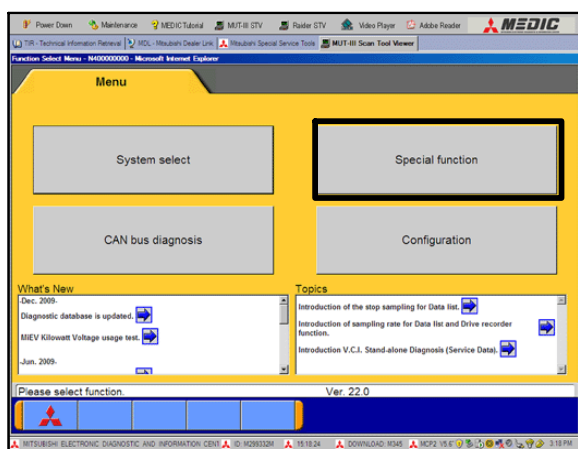 Power Down Maintenance MEDIC Tutorial MUT-III STV Raider STV Video Player Adobe Reader MEDIC
TIR - Technical Information Retrieval MDL - Mitsubishi Dealer Link Mitsubishi Special Service Tools MUT-III Scan Tool Viewer
Function Select Menu - N400000000 - Microsoft Internet Explorer
Menu
System select
Special function
CAN bus diagnosis
Configuration
What's New
-Dec. 2009-
Diagnostic database is updated.
MiEV Kilowatt Voltage usage test.
-Jun. 2009-
Topics
Introduction of the stop sampling for Data list.
Introduction of sampling rate for Data list and Drive recorder
function.
Introduction V.C.I. Stand-alone Diagnosis (Service Data).
Please select function. Ver. 22.0
MITSUBISHI ELECTRONIC DIAGNOSTIC AND INFORMATION CENT ID: M299332M 15:18:24 DOWNLOAD: M345 MCP2 3:18 PM